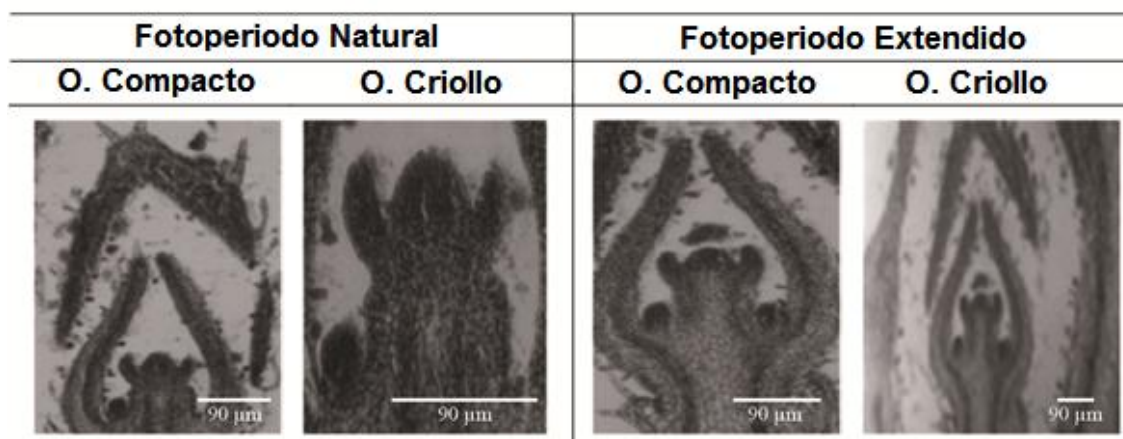 Fotoperiodo Natural Fotoperiodo Extendido
O. Compacto O. Criollo O. Compacto O. Criollo
90 µm 90 µm 90 µm 90 µm